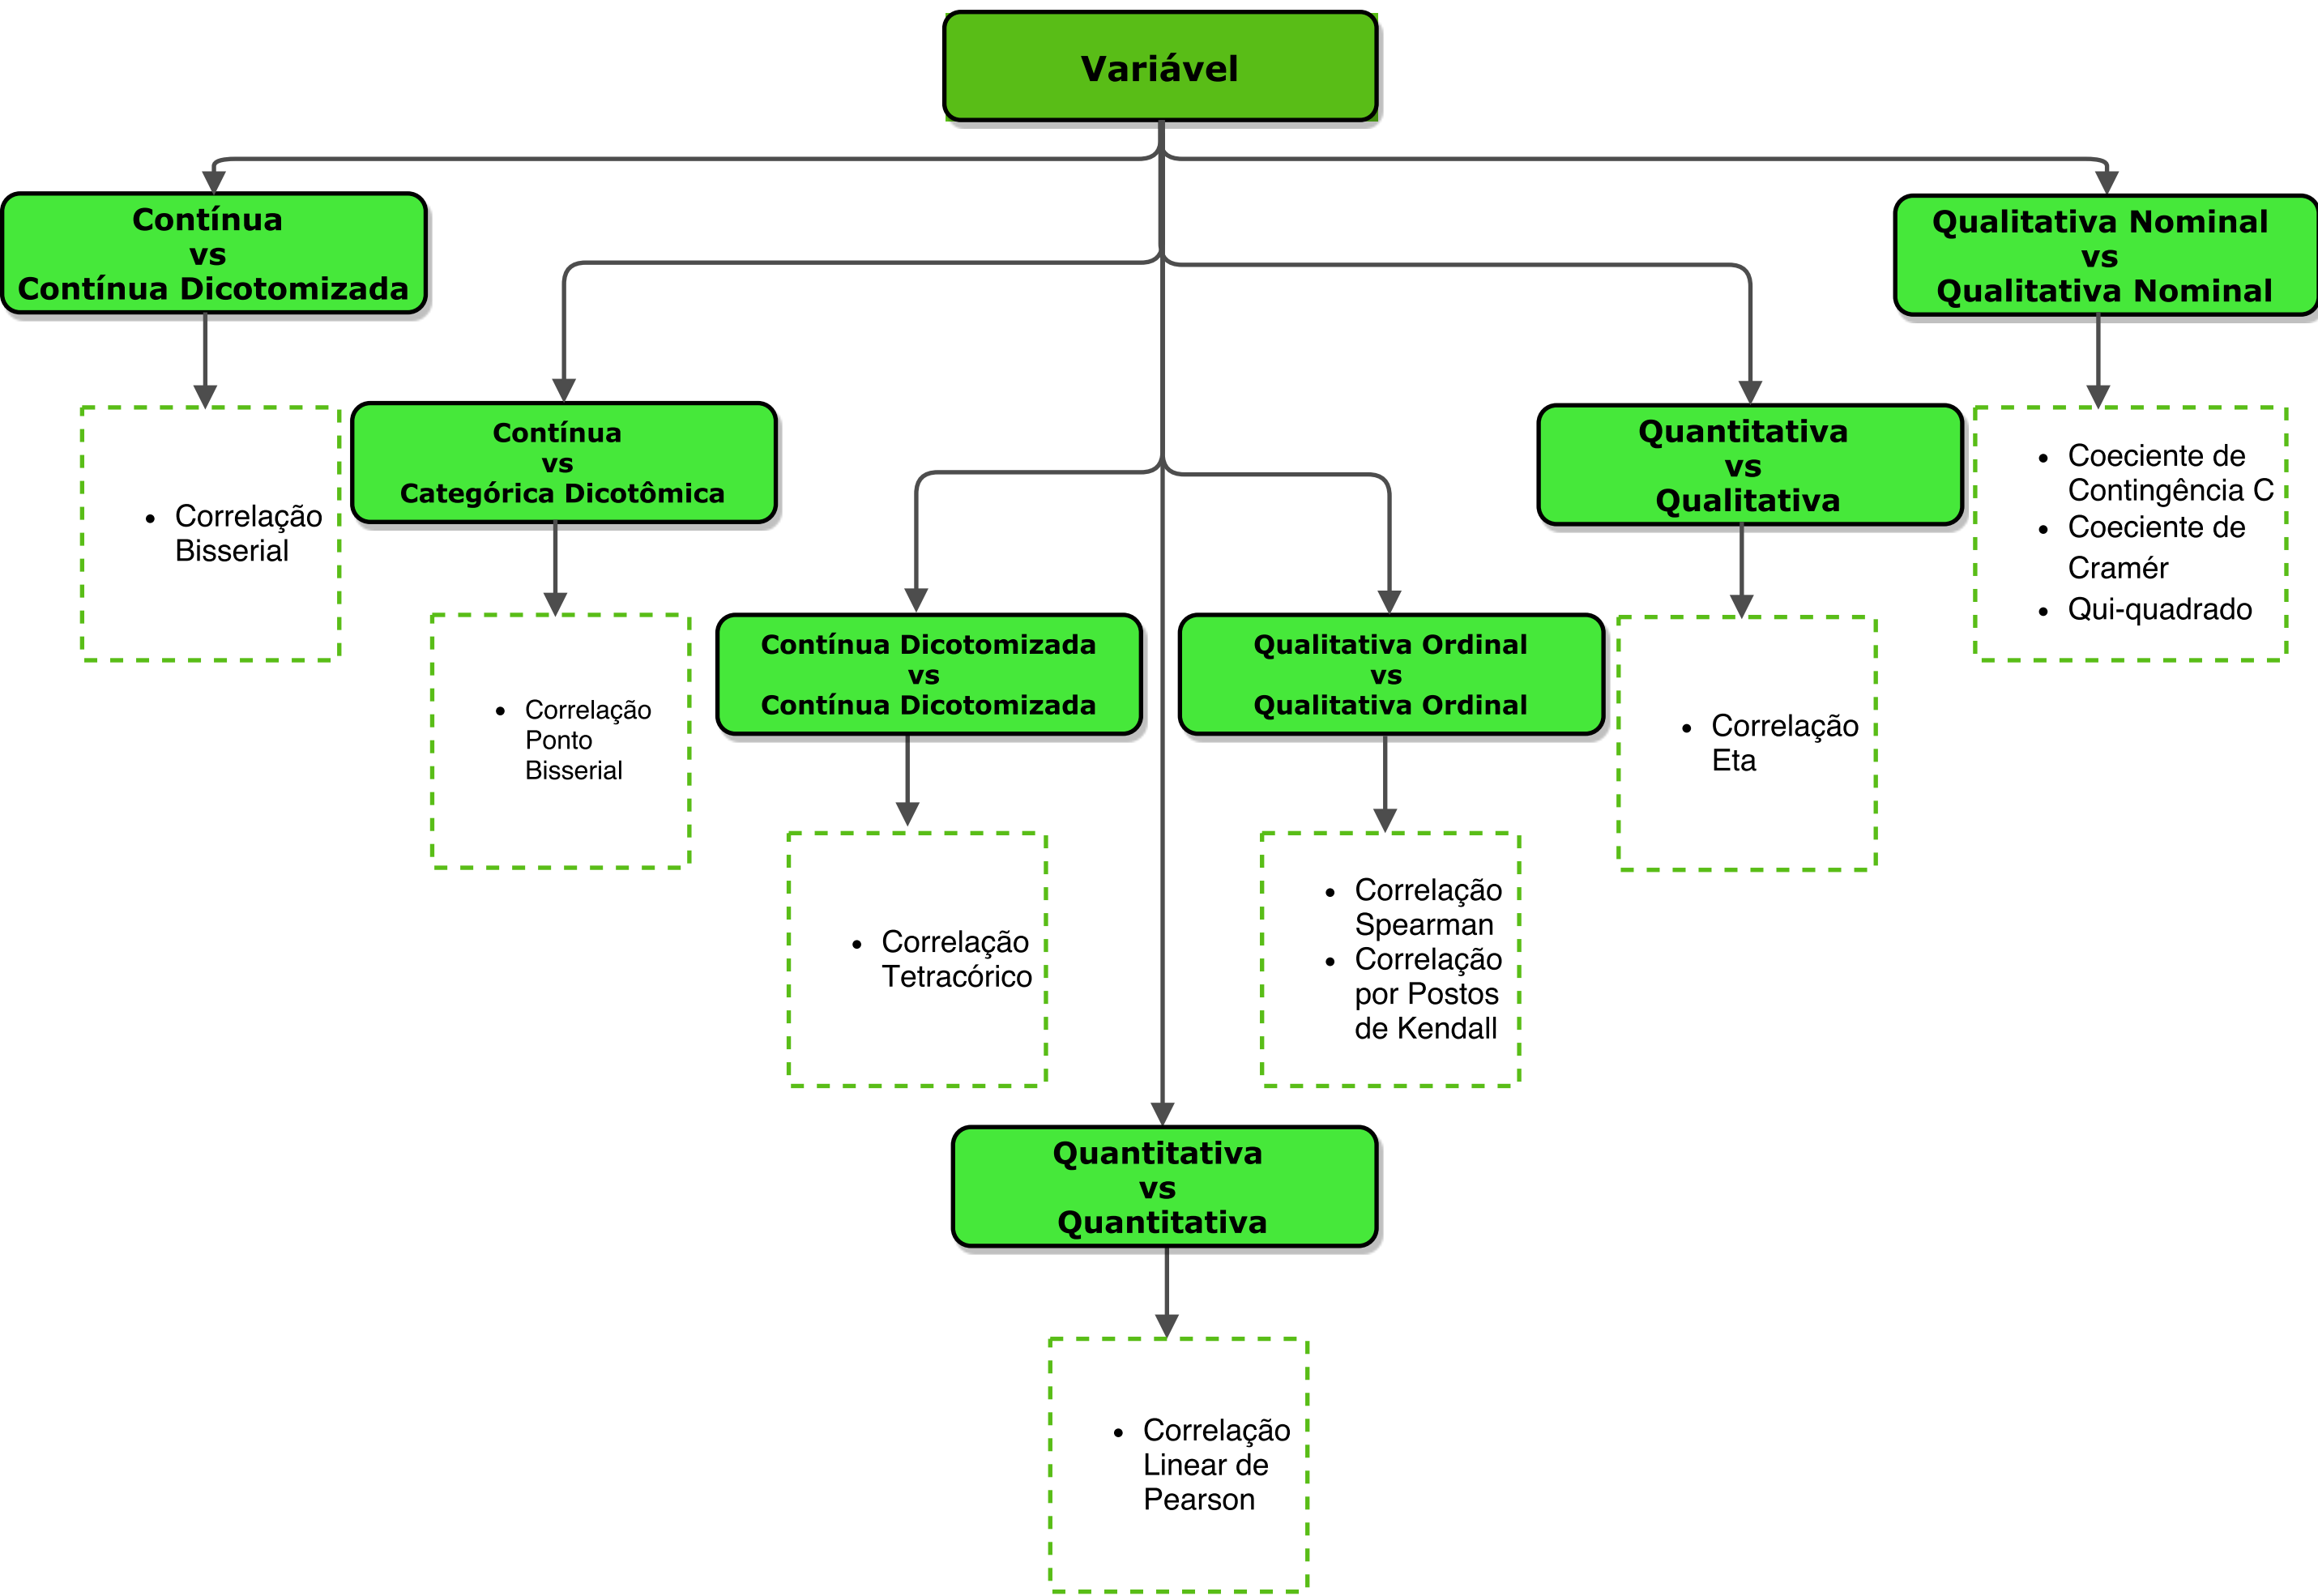 Variável
Contínua
vs
Contínua Dicotomizada
Qualitativa Nominal
vs
Qualitativa Nominal
Contínua
vs
Categórica Dicotômica
Quantitativa
vs
Qualitativa
Correlação
Bisserial
Coeciente de
Contingência C
Coeciente de
Cramér
Qui-quadrado
Contínua Dicotomizada
vs
Contínua Dicotomizada
Qualitativa Ordinal
vs
Qualitativa Ordinal
Correlação
Ponto
Bisserial
Correlação
Eta
Correlação
Tetracórico
Correlação
Spearman
Correlação
por Postos
de Kendall
Quantitativa
vs
Quantitativa
Correlação
Linear de
Pearson